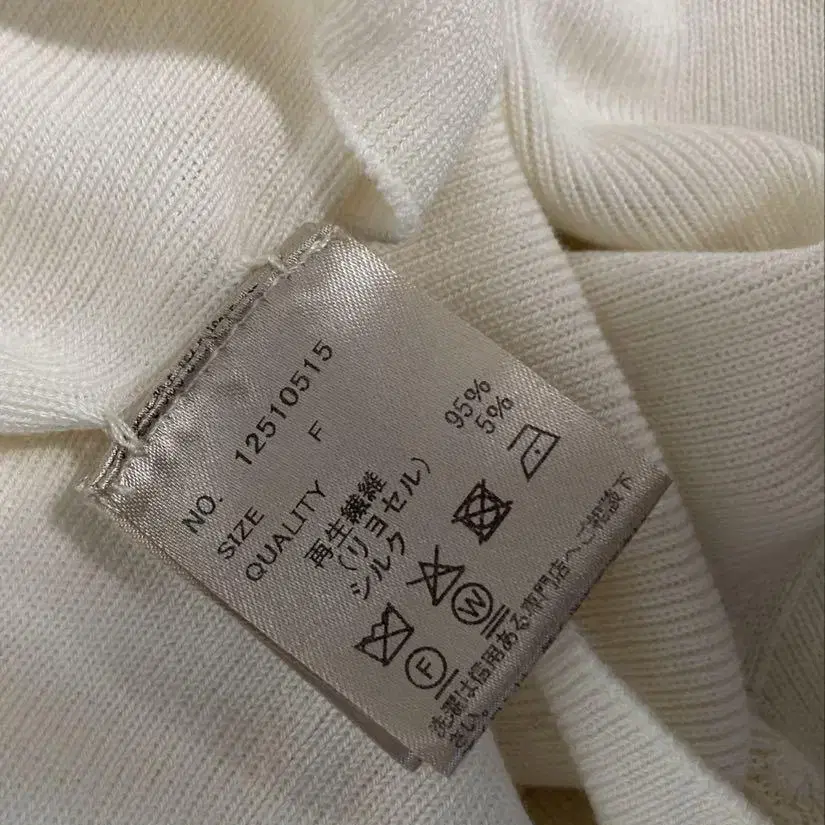 NO. 12510515
SIZE F
QUALITY
再生繊維
(リヨセル) 95%
シルク 5%
F W
洗濯は信用ある専門店へご相談下
さい。